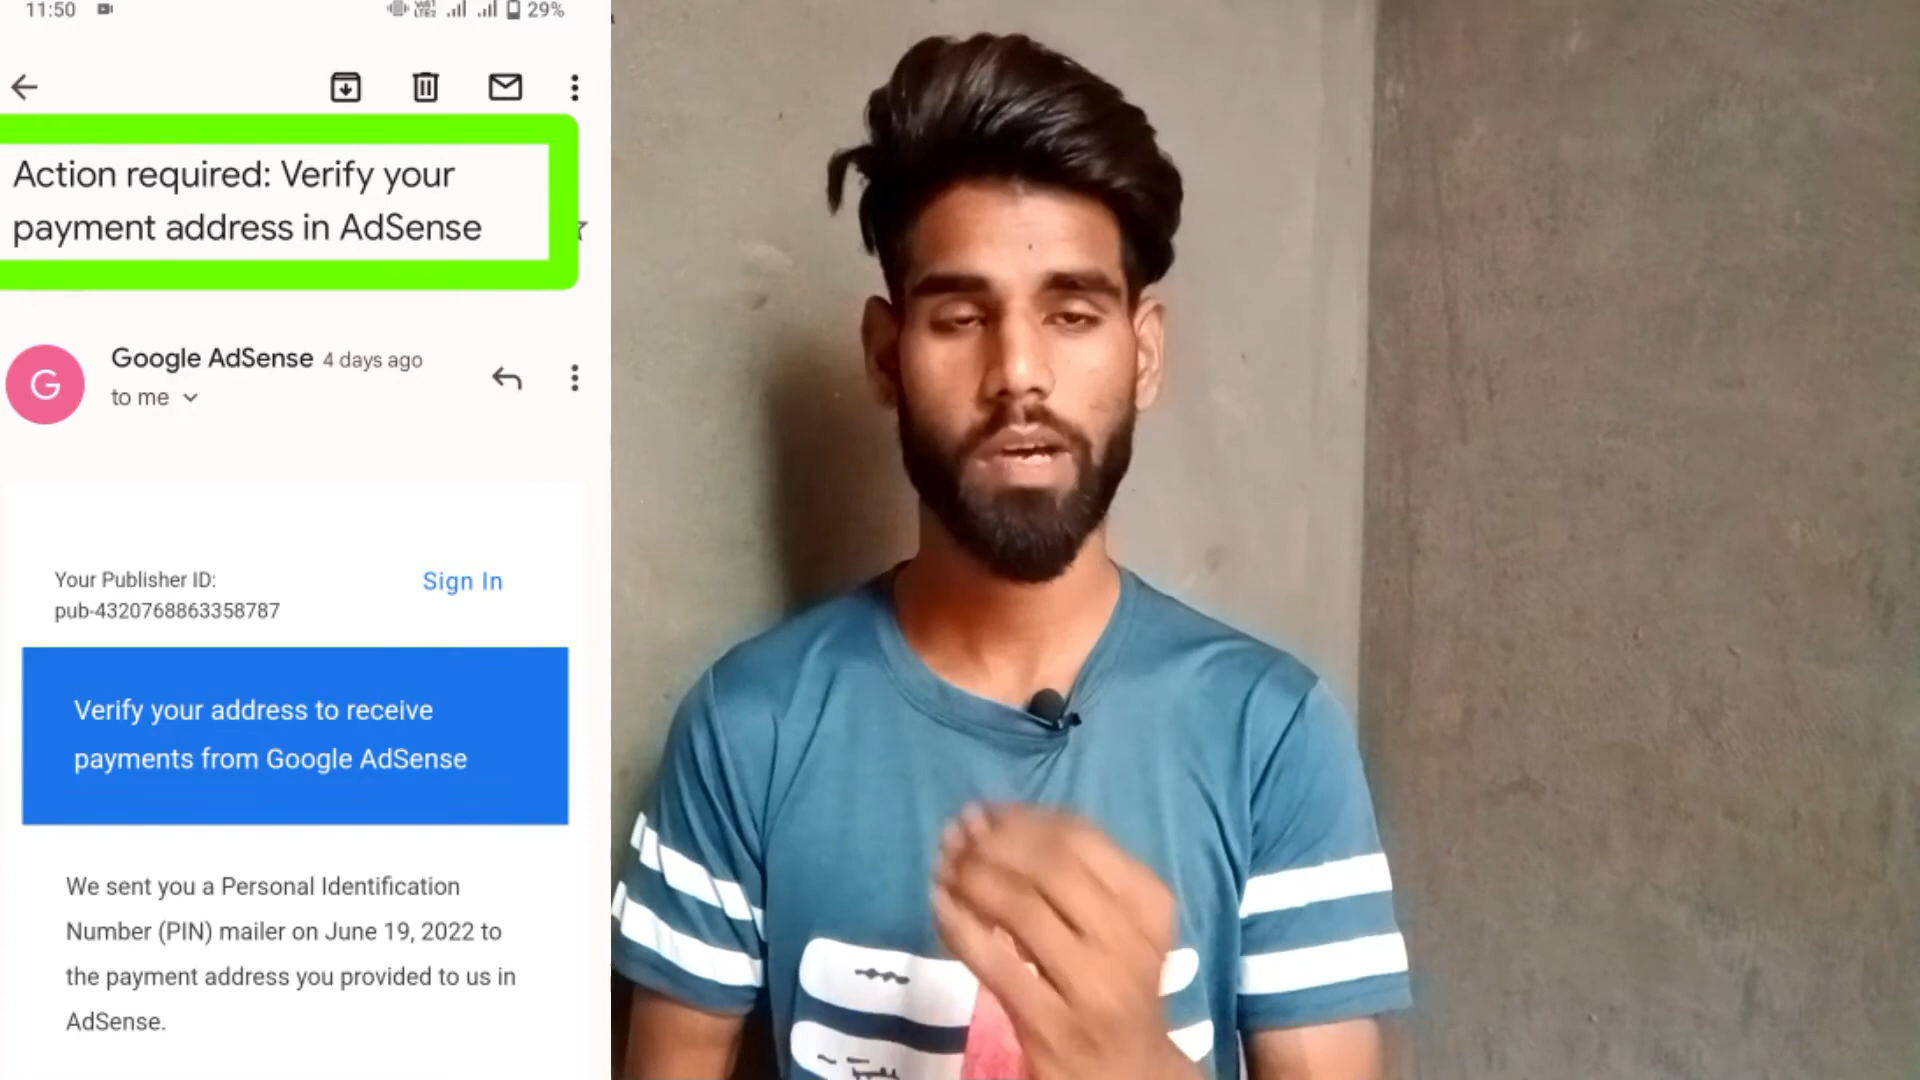 11:50
29%
Action required: Verify your
payment address in AdSense
G
Google AdSense 4 days ago
to me
Your Publisher ID:
Sign In
pub-4320768863358787
Verify your address to receive
payments from Google AdSense
We sent you a Personal Identification
Number (PIN) mailer on June 19, 2022 to
the payment address you provided to us in
AdSense.